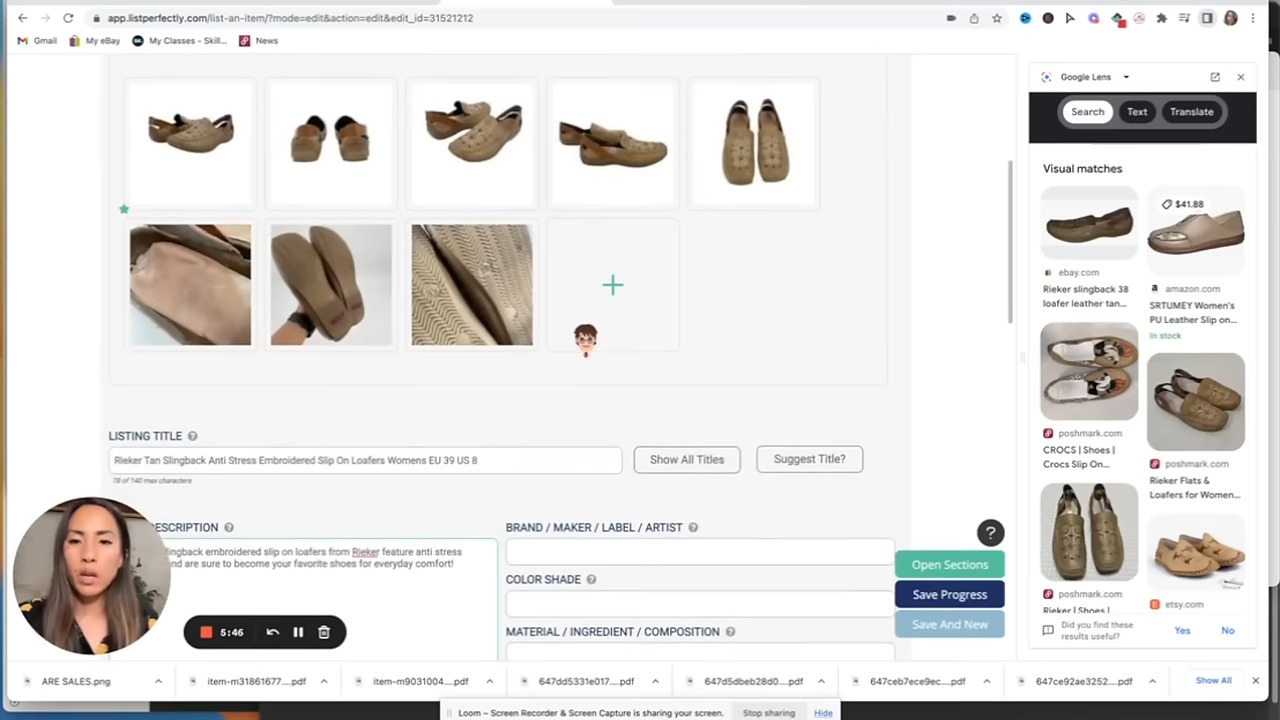 app.listperfectly.com/list-an-item/?mode=edit&action=edit&edit_id=31521212
Gmail
My eBay
My Classes - Skill...
News
Google Lens
Search
Text
Translate
Visual matches
$41.88
ebay.com
Rieker slingback 38
loafer leather tan...
amazon.com
SRTUMEY Women's
PU Leather Slip on...
In stock
poshmark.com
CROCS | Shoes |
Crocs Slip On...
poshmark.com
Rieker Flats &
Loafers for Women...
poshmark.com
Rieker | Shoes |
etsy.com
Did you find these
results useful?
Yes
No
LISTING TITLE
Rieker Tan Slingback Anti Stress Embroidered Slip On Loafers Womens EU 39 US 8
78 of 140 max characters
Show All Titles
Suggest Title?
ESCRIPTION
lingback embroidered slip on loafers from Rieker feature anti stress
nd are sure to become your favorite shoes for everyday comfort!
BRAND / MAKER / LABEL / ARTIST
COLOR SHADE
MATERIAL / INGREDIENT / COMPOSITION
?
Open Sections
Save Progress
Save And New
5:46
ARE SALES.png
item-m31861677....pdf
item-m9031004....pdf
647dd5331e017....pdf
647d5dbeb28d0....pdf
647ceb7ece9ec....pdf
647ce92ae3252....pdf
Show All
Loom – Screen Recorder & Screen Capture is sharing your screen.
Stop sharing
Hide